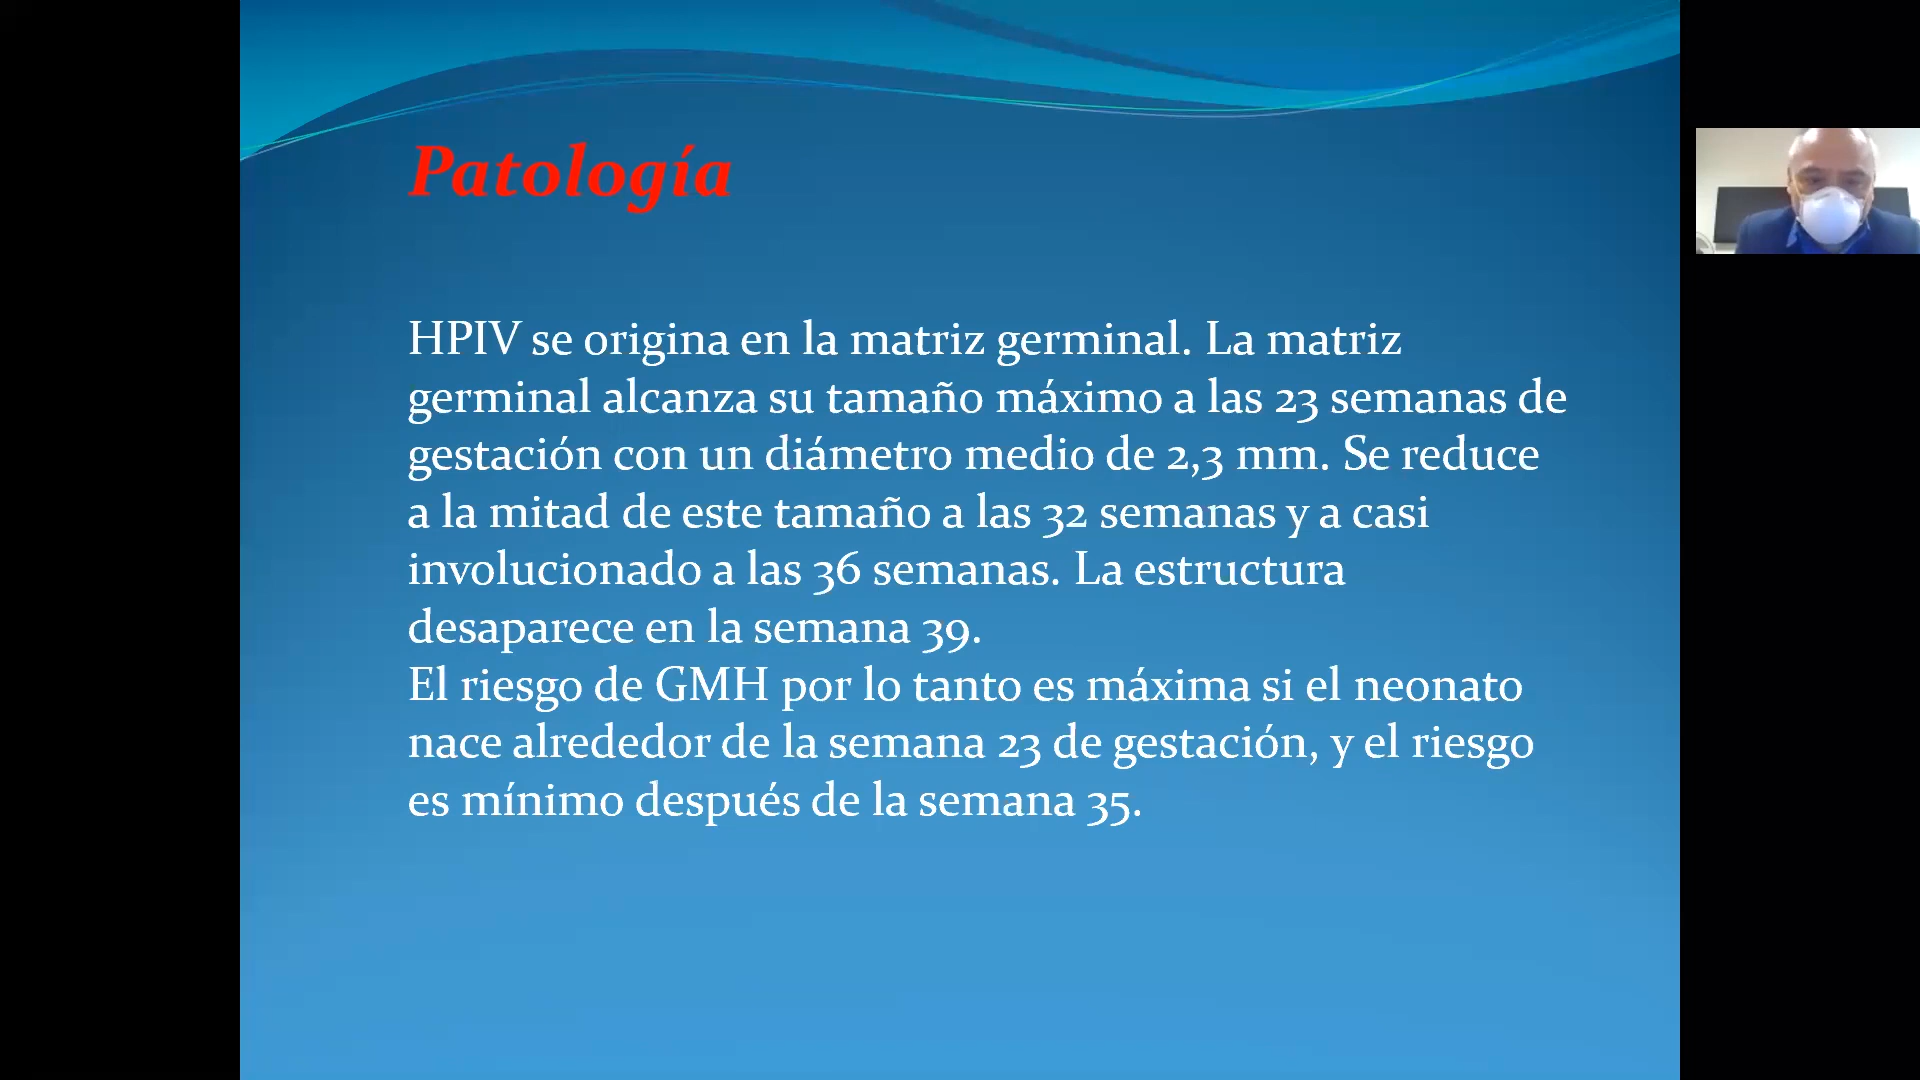 Patología
HPIV se origina en la matriz germinal. La matriz
germinal alcanza su tamaño máximo a las 23 semanas de
gestación con un diámetro medio de 2,3 mm. Se reduce
a la mitad de este tamaño a las 32 semanas y a casi
involucionado a las 36 semanas. La estructura
desaparece en la semana 39.
El riesgo de GMH por lo tanto es máxima si el neonato
nace alrededor de la semana 23 de gestación, y el riesgo
es mínimo después de la semana 35.